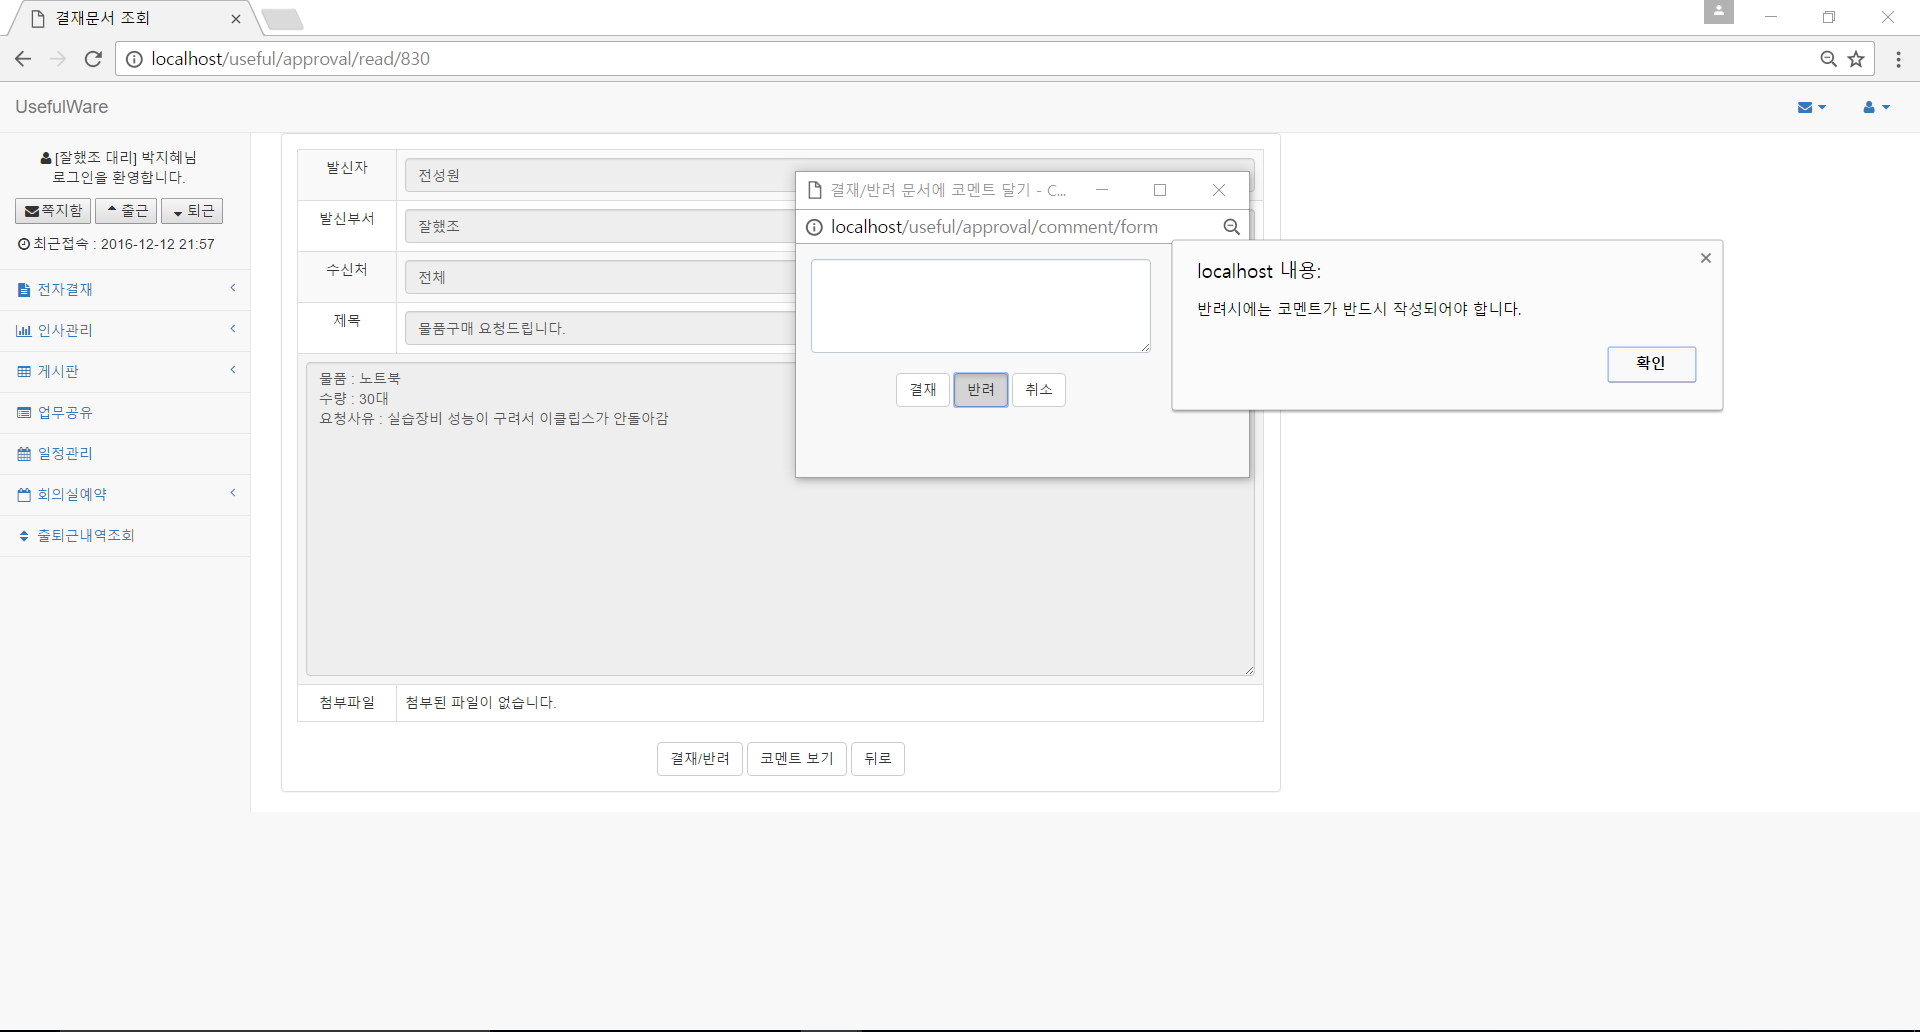 결재문서 조회
localhost/useful/approval/read/830
UsefulWare
[잘했조 대리] 박지혜님
로그인을 환영합니다.
쪽지함 출근 퇴근
최근접속 : 2016-12-12 21:57
전자결재
인사관리
게시판
업무공유
일정관리
회의실예약
출퇴근내역조회
발신자 전성원
발신부서 잘했조
수신처 전체
제목 물품구매 요청드립니다.
물품 : 노트북
수량 : 30대
요청사유 : 실습장비 성능이 구려서 이클립스가 안돌아감
첨부파일 첨부된 파일이 없습니다.
결재/반려 코멘트 보기 뒤로
결재/반려 문서에 코멘트 달기 - C...
localhost/useful/approval/comment/form
결재 반려 취소
localhost 내용:
반려시에는 코멘트가 반드시 작성되어야 합니다.
확인